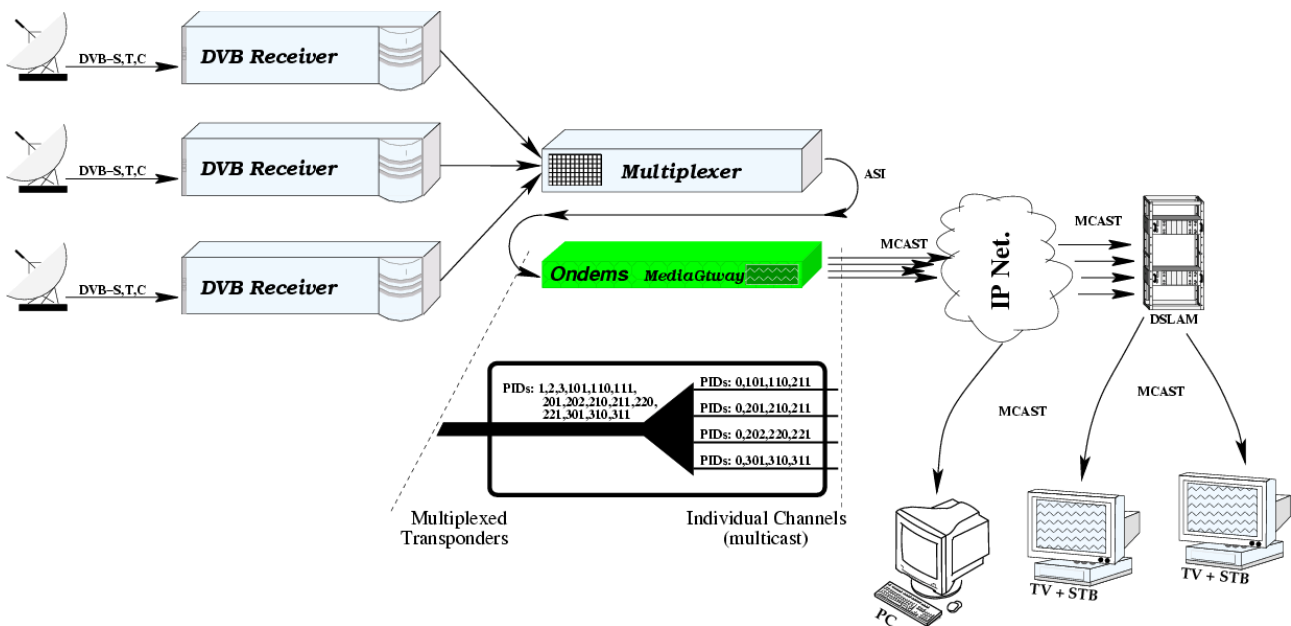 DVB–S,T,C
DVB Receiver
DVB–S,T,C
DVB Receiver
DVB–S,T,C
DVB Receiver
Multiplexer
ASI
Ondems MediaGtway
MCAST
IP Net.
MCAST
DSLAM
PIDs: 1,2,3,101,110,111,
201,202,210,211,220,
221,301,310,311
PIDs: 0,101,110,211
PIDs: 0,201,210,211
PIDs: 0,202,220,221
PIDs: 0,301,310,311
Multiplexed
Transponders
Individual Channels
(multicast)
MCAST
MCAST
PC
TV + STB
TV + STB